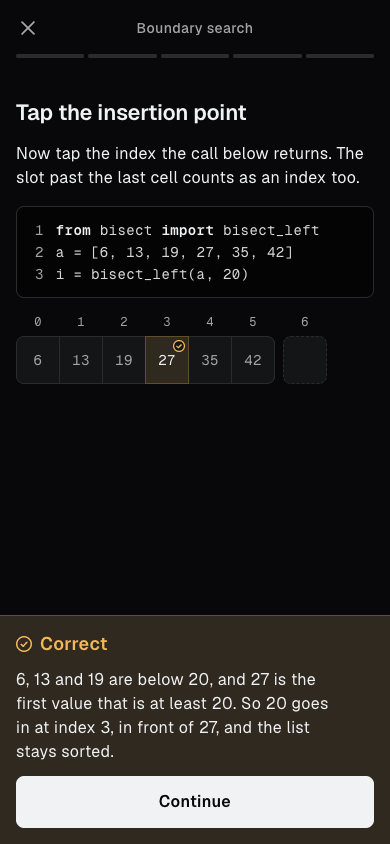 Boundary search
Tap the insertion point
Now tap the index the call below returns. The
slot past the last cell counts as an index too.
1 from bisect import bisect_left
2 a = [6, 13, 19, 27, 35, 42]
3 i = bisect_left(a, 20)
0 1 2 3 4 5 6
6 13 19 27 35 42
Correct
6, 13 and 19 are below 20, and 27 is the
first value that is at least 20. So 20 goes
in at index 3, in front of 27, and the list
stays sorted.
Continue